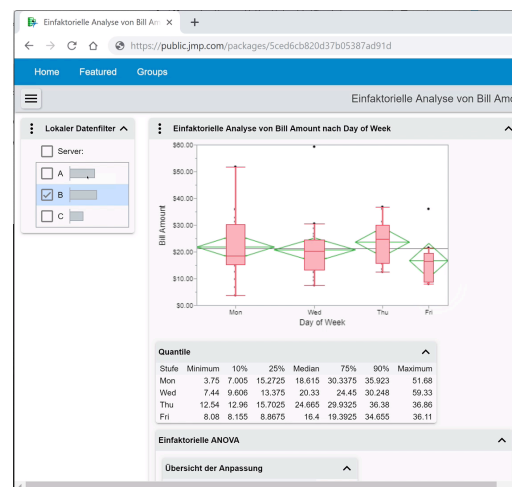 Einfaktorielle Analyse von Bill Am
https://public.jmp.com/packages/5ced6cb820d37b05387ad91d
Home Featured Groups
Einfaktorielle Analyse von Bill Amo
Lokaler Datenfilter
Server:
A
B
C
Einfaktorielle Analyse von Bill Amount nach Day of Week
$60.00
$50.00
$40.00
$30.00
$20.00
$10.00
$0.00
Bill Amount
Mon Wed Thu Fri
Day of Week
Quantile
Stufe Minimum 10% 25% Median 75% 90% Maximum
Mon 3.75 7.005 15.2725 18.615 30.3375 35.923 51.68
Wed 7.44 9.606 13.375 20.33 24.45 30.248 59.33
Thu 12.54 12.96 15.7025 24.665 29.9325 36.38 36.86
Fri 8.08 8.155 8.8675 16.4 19.3925 34.655 36.11
Einfaktorielle ANOVA
Übersicht der Anpassung